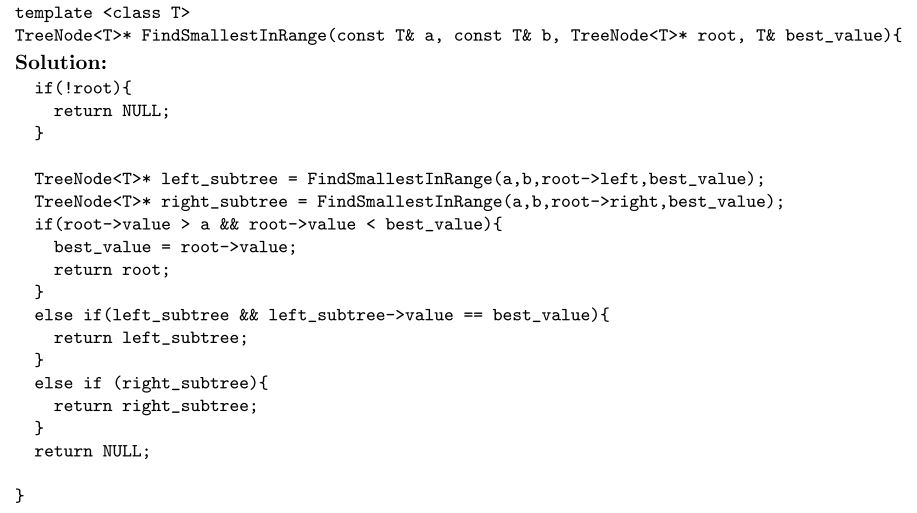 template <class T>
TreeNode<T>* FindSmallestInRange(const T& a, const T& b, TreeNode<T>* root, T& best_value){
Solution:
if(!root){
return NULL;
}
TreeNode<T>* left_subtree = FindSmallestInRange(a,b,root->left,best_value);
TreeNode<T>* right_subtree = FindSmallestInRange(a,b,root->right,best_value);
if(root->value > a && root->value < best_value){
best_value = root->value;
return root;
}
else if(left_subtree && left_subtree->value == best_value){
return left_subtree;
}
else if (right_subtree){
return right_subtree;
}
return NULL;
}